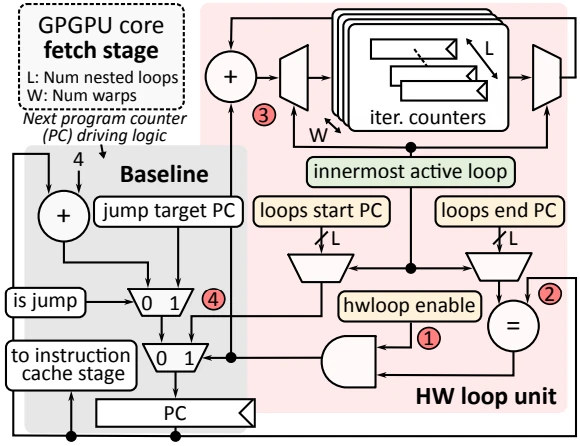 GPGPU core
fetch stage
L: Num nested loops
W: Num warps
Next program counter
(PC) driving logic
4
+
Baseline
jump target PC
is jump
0 1
4
0 1
to instruction
cache stage
PC
+
3
L
iter. counters
W
innermost active loop
loops start PC
loops end PC
L
L
hwloop enable
1
2
=
HW loop unit